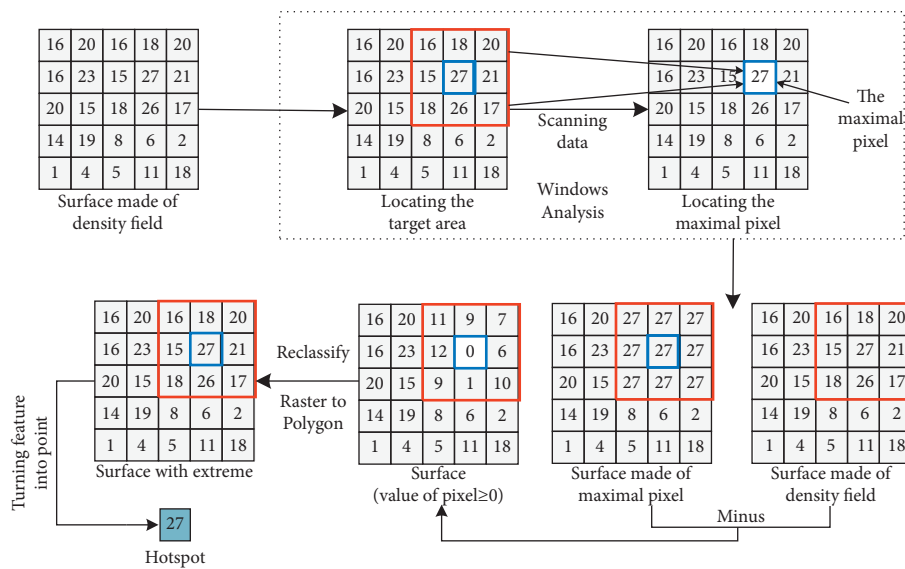 16 20 16 18 20
16 23 15 27 21
20 15 18 26 17
14 19 8 6 2
1 4 5 11 18
Surface made of
density field
16 20 16 18 20
16 23 15 27 21
20 15 18 26 17
14 19 8 6 2
1 4 5 11 18
Locating the
target area
Scanning
data
Windows
Analysis
16 20 16 18 20
16 23 15 27 21
20 15 18 26 17
14 19 8 6 2
1 4 5 11 18
Locating the
maximal pixel
The
maximal
pixel
16 20 16 18 20
16 23 15 27 21
20 15 18 26 17
14 19 8 6 2
1 4 5 11 18
Surface with extreme
Turning feature
into point
27
Hotspot
Reclassify
Raster to
Polygon
16 20 11 9 7
16 23 12 0 6
20 15 9 1 10
14 19 8 6 2
1 4 5 11 18
Surface
(value of pixel≥0)
16 20 27 27 27
16 23 27 27 27
20 15 27 27 27
14 19 8 6 2
1 4 5 11 18
Surface made of
maximal pixel
16 20 16 18 20
16 23 15 27 21
20 15 18 26 17
14 19 8 6 2
1 4 5 11 18
Surface made of
density field
Minus